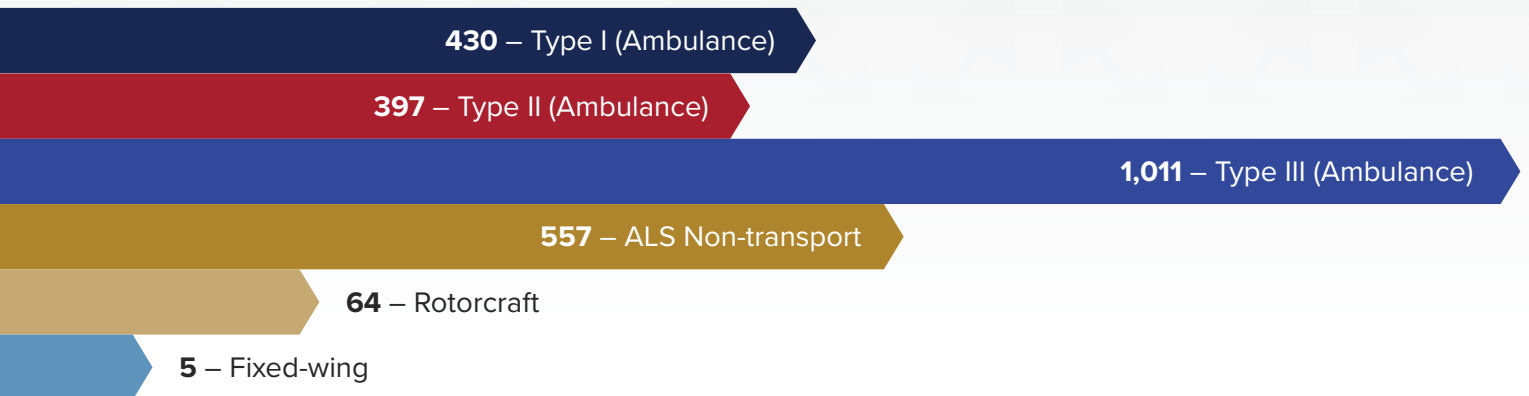 430 – Type I (Ambulance)
397 – Type II (Ambulance)
1,011 – Type III (Ambulance)
557 – ALS Non-transport
64 – Rotorcraft
5 – Fixed-wing